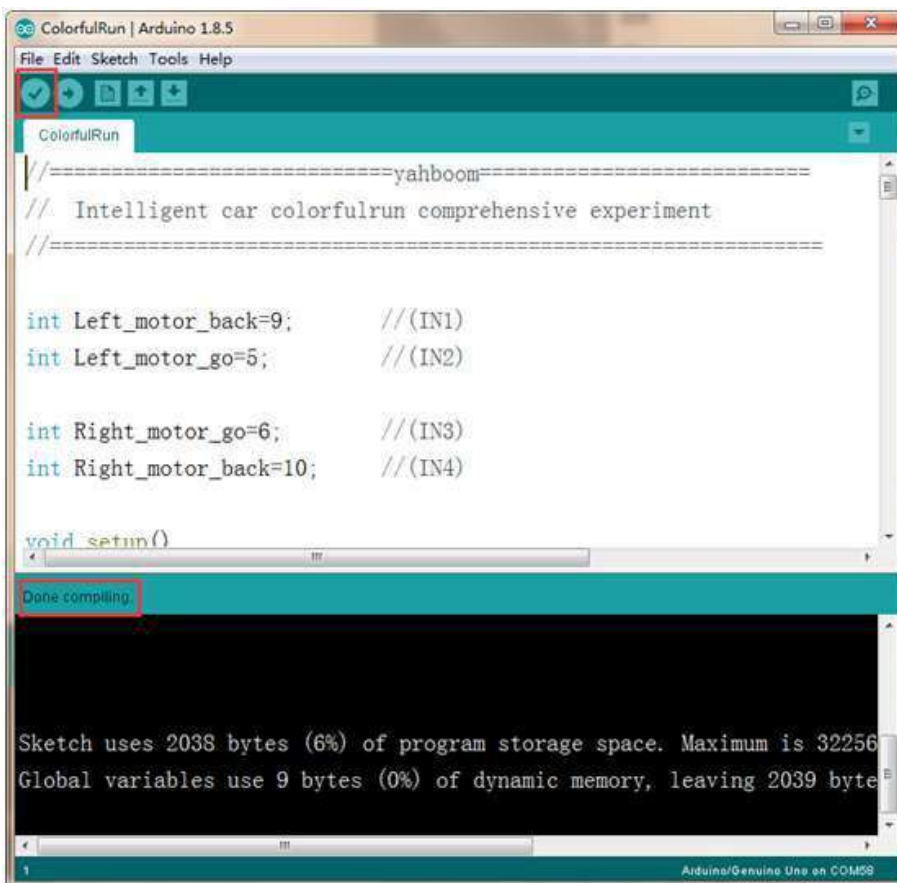 ColorfulRun | Arduino 1.8.5
File Edit Sketch Tools Help
ColorfulRun
//============================yahboom===========================
//  Intelligent car colorfulrun comprehensive experiment
//===============================================================
int Left_motor_back=9;        //(IN1)
int Left_motor_go=5;          //(IN2)
int Right_motor_go=6;         //(IN3)
int Right_motor_back=10;      //(IN4)
void setup()
Done compiling.
Sketch uses 2038 bytes (6%) of program storage space. Maximum is 32256
Global variables use 9 bytes (0%) of dynamic memory, leaving 2039 byte
1
Arduino/Genuino Uno on COM58